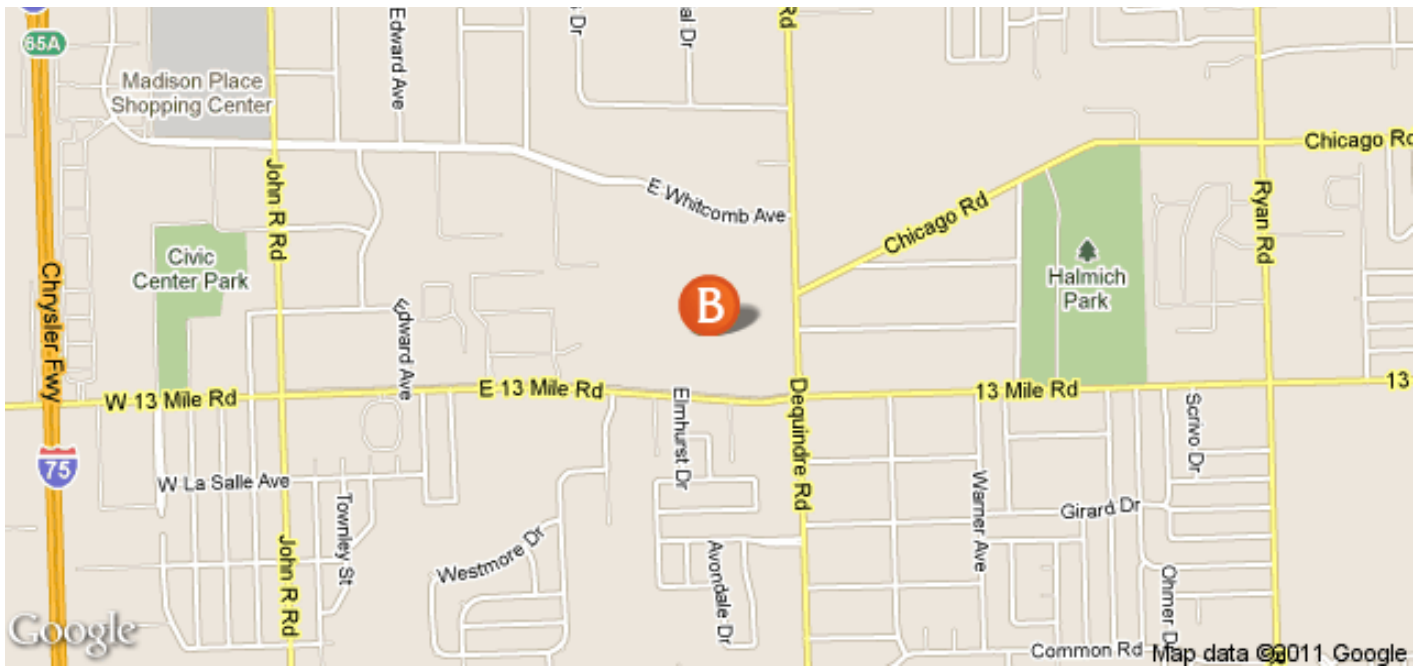 65A
Madison Place
Shopping Center
Edward Ave
s Dr
al Dr
Rd
Chicago Rd
John R Rd
E Whitcomb Ave
Chicago Rd
Ryan Rd
Civic
Center Park
Halmich
Park
Chrysler Fwy
Edward Ave
B
W 13 Mile Rd
E 13 Mile Rd
13 Mile Rd
13
Elmhurst Dr
Dequindre Rd
Scrivo Dr
75
W La Salle Ave
Townley St
Warner Ave
Girard Dr
John R Rd
Westmore Dr
Avondale Dr
Ohmer D
Common Rd
Google
Map data ©2011 Google